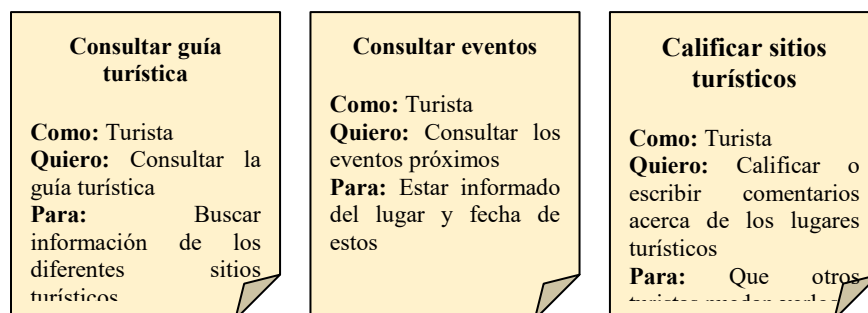 Consultar guía
turística
Como: Turista
Quiero: Consultar la
guía turística
Para: Buscar
información de los
diferentes sitios
turísticos
Consultar eventos
Como: Turista
Quiero: Consultar los
eventos próximos
Para: Estar informado
del lugar y fecha de
estos
Calificar sitios
turísticos
Como: Turista
Quiero: Calificar o
escribir comentarios
acerca de los lugares
turísticos
Para: Que otros